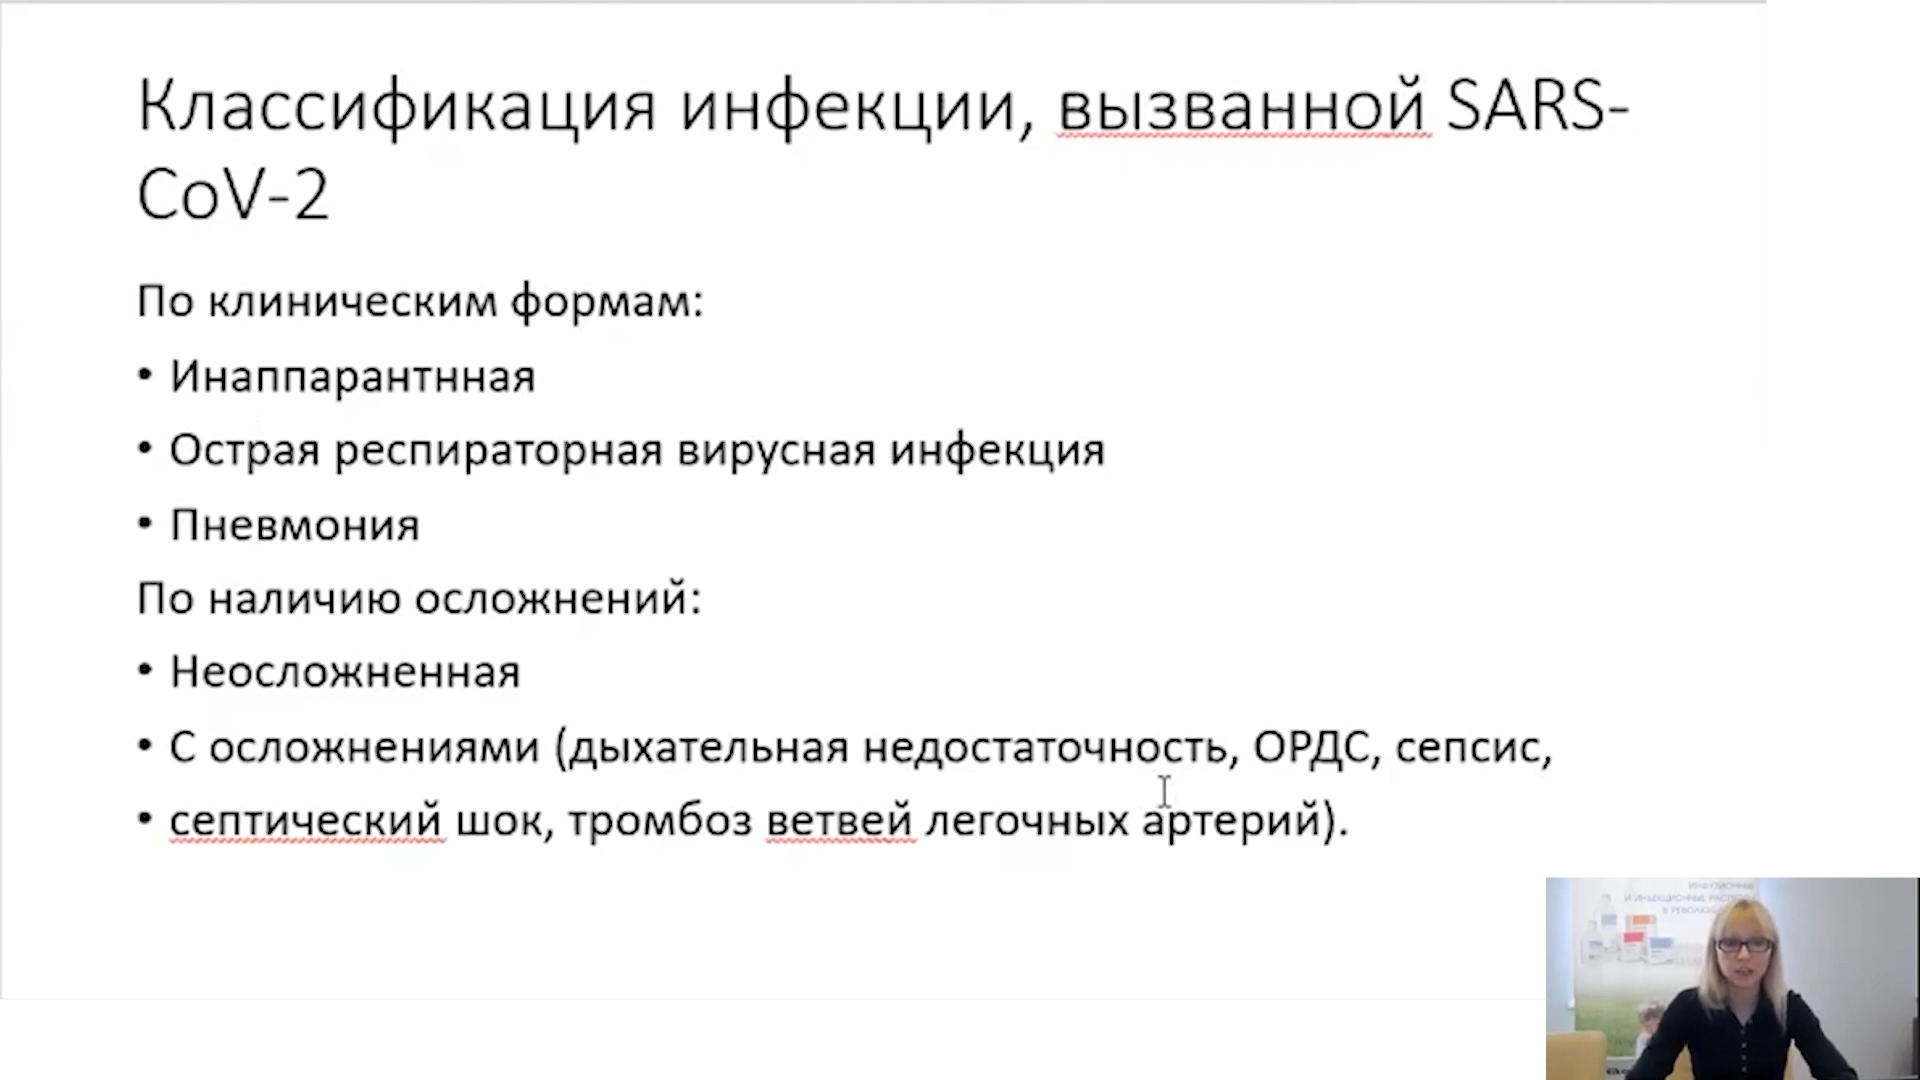 Классификация инфекции, вызванной SARS-
CoV-2
По клиническим формам:
• Инаппарантнная
• Острая респираторная вирусная инфекция
• Пневмония
По наличию осложнений:
• Неосложненная
• С осложнениями (дыхательная недостаточность, ОРДС, сепсис,
• септический шок, тромбоз ветвей легочных артерий).